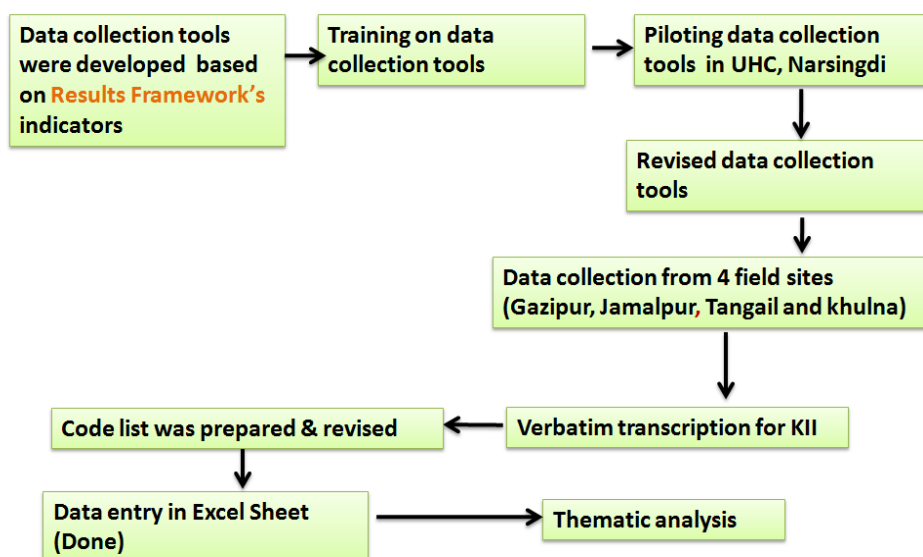 Data collection tools
were developed based
on Results Framework's
indicators
Training on data
collection tools
Piloting data collection
tools in UHC, Narsingdi
Revised data collection
tools
Data collection from 4 field sites
(Gazipur, Jamalpur, Tangail and khulna)
Verbatim transcription for KII
Code list was prepared & revised
Data entry in Excel Sheet
(Done)
Thematic analysis